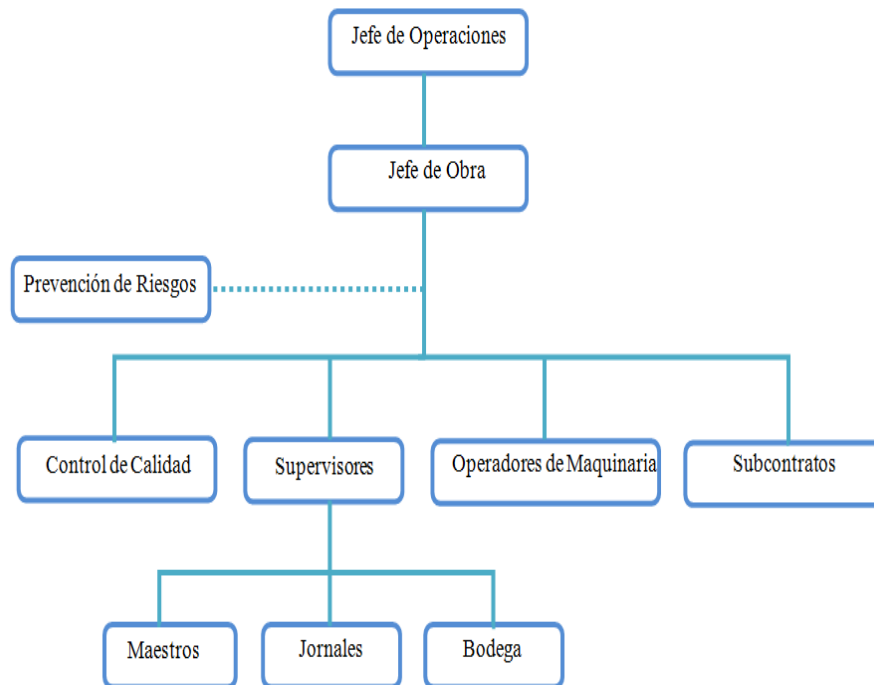 Jefe de Operaciones
Jefe de Obra
Prevención de Riesgos
Control de Calidad
Supervisores
Operadores de Maquinaria
Subcontratos
Maestros
Jornales
Bodega